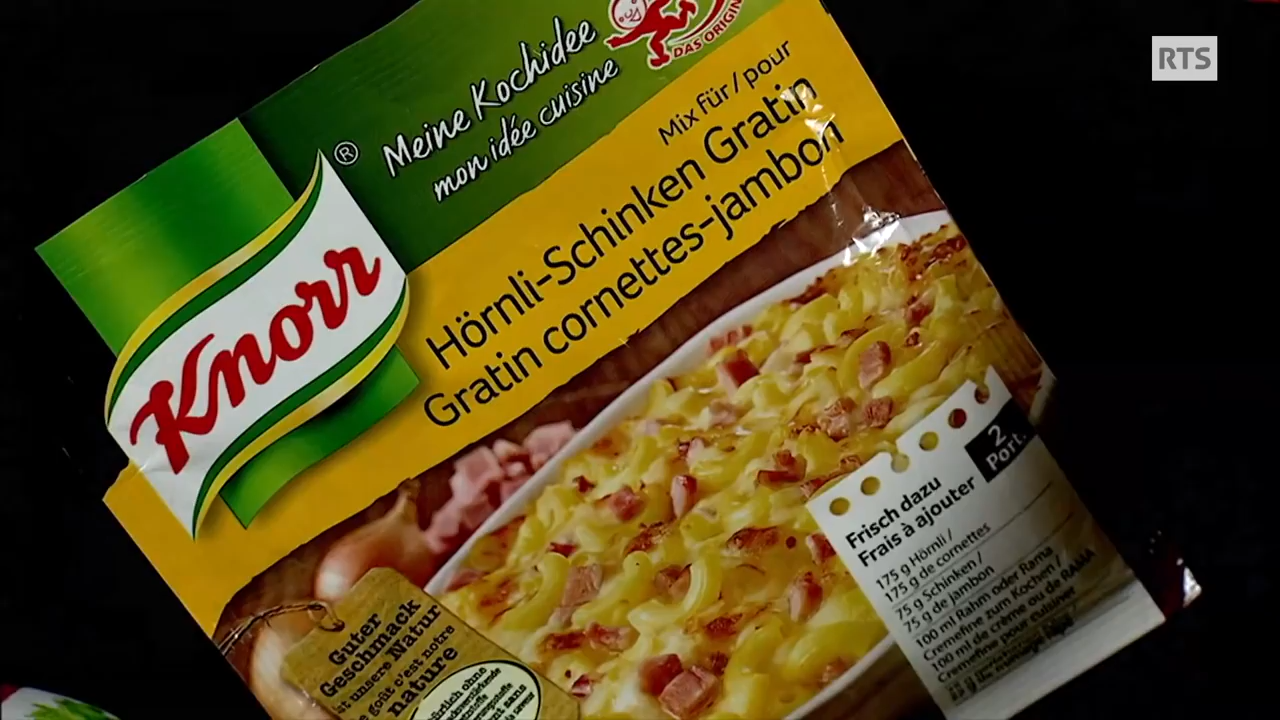 RTS
DAS ORIGIN
Meine Kochidee
mon idée cuisine
®
Knorr
Mix für / pour
Hörnli-Schinken Gratin
Gratin cornettes-jambon
2
Port.
Frisch dazu
Frais à ajouter
175 g Hörnli /
175 g de cornettes
75 g Schinken /
75 g de jambon
100 ml Rahm oder Rama
Cremefine zum Kochen /
100 ml de crème ou de RAMA
Cremefine pour cuisiner
Guter
Geschmack
st unsere Natur
e goût c'est notre
nature